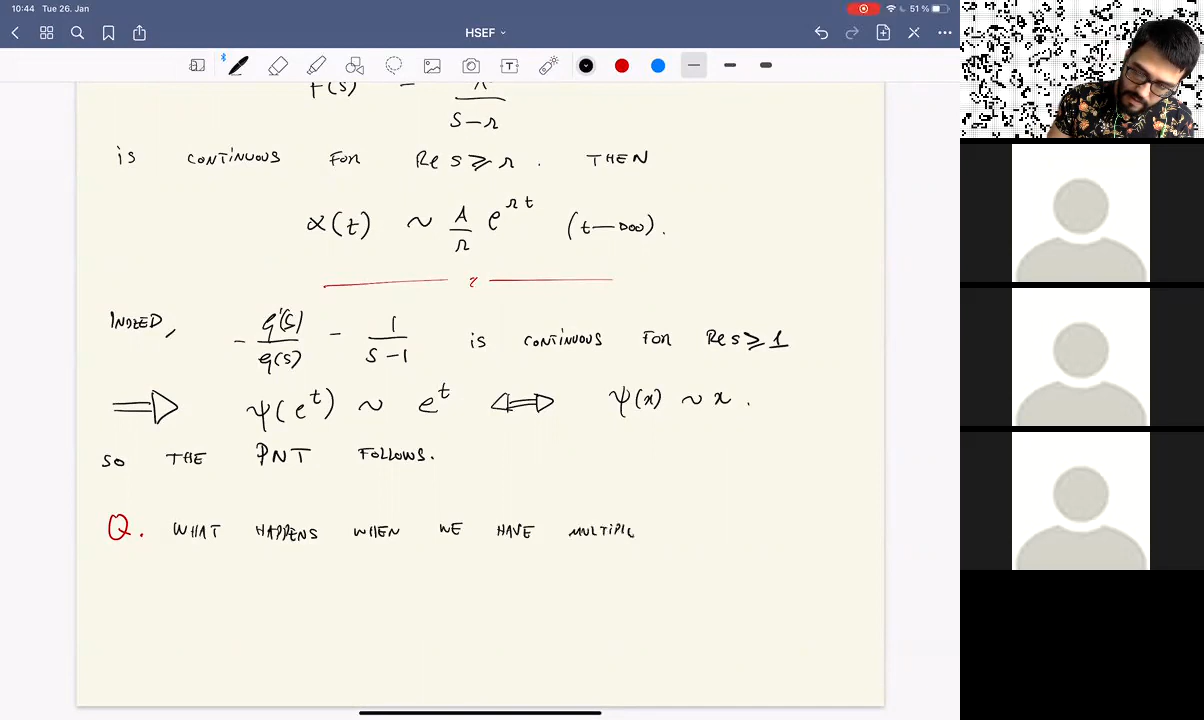 10:44 Tue 26. Jan
51 %
HSEF
T
F(s) - A/(s-r)
is CONTINUOUS FOR Re s ⩾ r . THEN
α(t) ~ A/r e^{rt} (t→∞).
INDEED, - ζ'(s)/ζ(s) - 1/(s-1) is CONTINUOUS FOR Re s ⩾ 1
⟹ ψ(e^t) ~ e^t ⟺ ψ(x) ~ x .
SO THE PNT FOLLOWS.
Q. WHAT HAPPENS WHEN WE HAVE MULTIPL